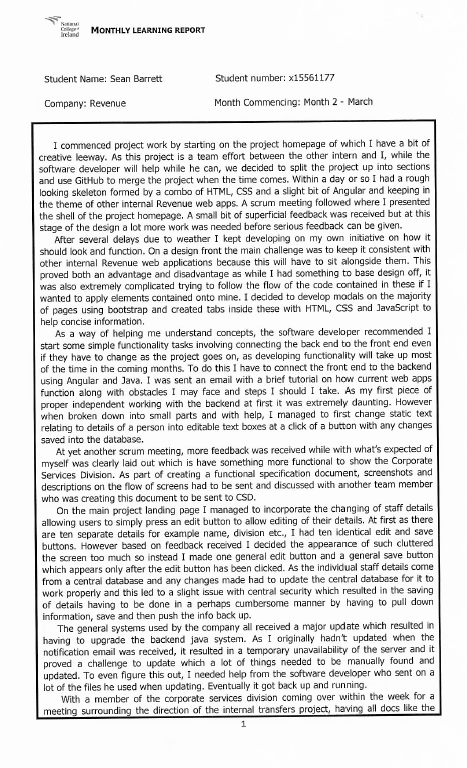 National
College of
Ireland
MONTHLY LEARNING REPORT
Student Name: Sean Barrett
Student number: x15561177
Company: Revenue
Month Commencing: Month 2 - March
I commenced project work by starting on the project homepage of which I have a bit of
creative leeway. As this project is a team effort between the other intern and I, while the
software developer will help while he can, we decided to split the project up into sections
and use GitHub to merge the project when the time comes. Within a day or so I had a rough
looking skeleton formed by a combo of HTML, CSS and a slight bit of Angular and keeping in
the theme of other internal Revenue web apps. A scrum meeting followed where I presented
the shell of the project homepage. A small bit of superficial feedback was received but at this
stage of the design a lot more work was needed before serious feedback can be given.
After several delays due to weather I kept developing on my own initiative on how it
should look and function. On a design front the main challenge was to keep it consistent with
other internal Revenue web applications because this will have to sit alongside them. This
proved both an advantage and disadvantage as while I had something to base design off, it
was also extremely complicated trying to follow the flow of the code contained in these if I
wanted to apply elements contained onto mine. I decided to develop modals on the majority
of pages using bootstrap and created tabs inside these with HTML, CSS and JavaScript to
help concise information.
As a way of helping me understand concepts, the software developer recommended I
start some simple functionality tasks involving connecting the back end to the front end even
if they have to change as the project goes on, as developing functionality will take up most
of the time in the coming months. To do this I have to connect the front end to the backend
using Angular and Java. I was sent an email with a brief tutorial on how current web apps
function along with obstacles I may face and steps I should I take. As my first piece of
proper independent working with the backend at first it was extremely daunting. However
when broken down into small parts and with help, I managed to first change static text
relating to details of a person into editable text boxes at a click of a button with any changes
saved into the database.
At yet another scrum meeting, more feedback was received while with what's expected of
myself was clearly laid out which is have something more functional to show the Corporate
Services Division. As part of creating a functional specification document, screenshots and
descriptions on the flow of screens had to be sent and discussed with another team member
who was creating this document to be sent to CSD.
On the main project landing page I managed to incorporate the changing of staff details
allowing users to simply press an edit button to allow editing of their details. At first as there
are ten separate details for example name, division etc., I had ten identical edit and save
buttons. However based on feedback received I decided the appearance of such cluttered
the screen too much so instead I made one general edit button and a general save button
which appears only after the edit button has been clicked. As the individual staff details come
from a central database and any changes made had to update the central database for it to
work properly and this led to a slight issue with central security which resulted in the saving
of details having to be done in a perhaps cumbersome manner by having to pull down
information, save and then push the info back up.
The general systems used by the company all received a major update which resulted in
having to upgrade the backend java system. As I originally hadn't updated when the
notification email was received, it resulted in a temporary unavailability of the server and it
proved a challenge to update which a lot of things needed to be manually found and
updated. To even figure this out, I needed help from the software developer who sent on a
lot of the files he used when updating. Eventually it got back up and running.
With a member of the corporate services division coming over within the week for a
meeting surrounding the direction of the internal transfers project, having all docs like the
1